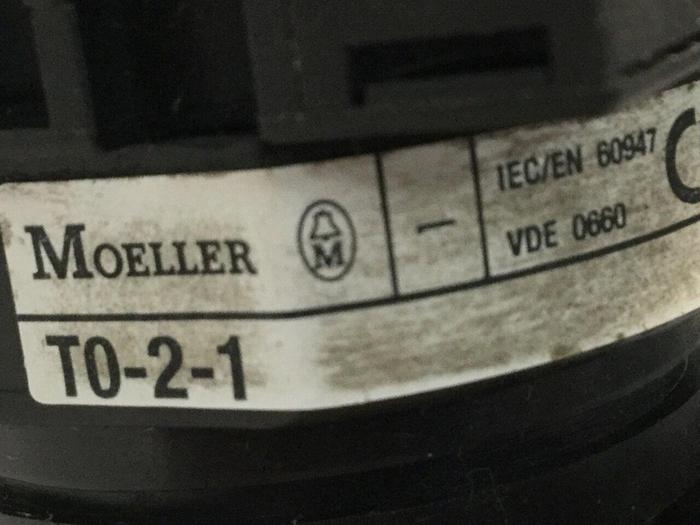 MOELLER
M
—
IEC/EN 60947
VDE 0660
C
T0-2-1